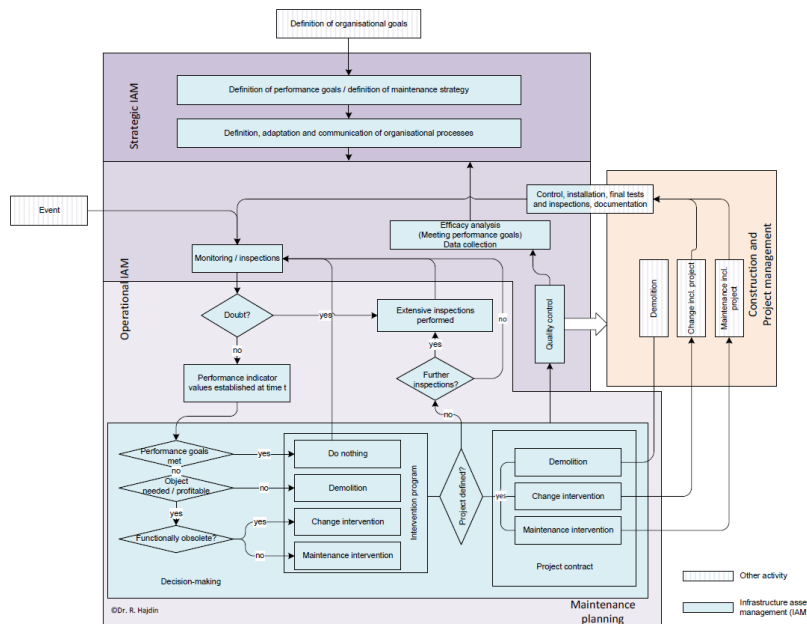 Definition of organisational goals
Strategic IAM
Definition of performance goals / definition of maintenance strategy
Definition, adaptation and communication of organisational processes
Operational IAM
Event
Control, installation, final tests
and inspections, documentation
Efficacy analysis
(Meeting performance goals)
Data collection
Monitoring / inspections
Construction and
Project management
Demolition
Change incl. project
Maintenance incl.
project
Doubt?
yes
Extensive inspections
performed
no
Quality control
no
yes
Performance indicator
values established at time t
Further
inspections?
no
Performance goals
met
yes
Do nothing
no
Object
needed / profitable
no
Demolition
yes
Functionally obsolete?
yes
Change intervention
no
Maintenance intervention
Intervention program
Project defined?
yes
Demolition
Change intervention
Maintenance intervention
Project contract
Decision-making
©Dr. R. Hajdin
Maintenance
planning
Other activity
Infrastructure asse
management (IAM